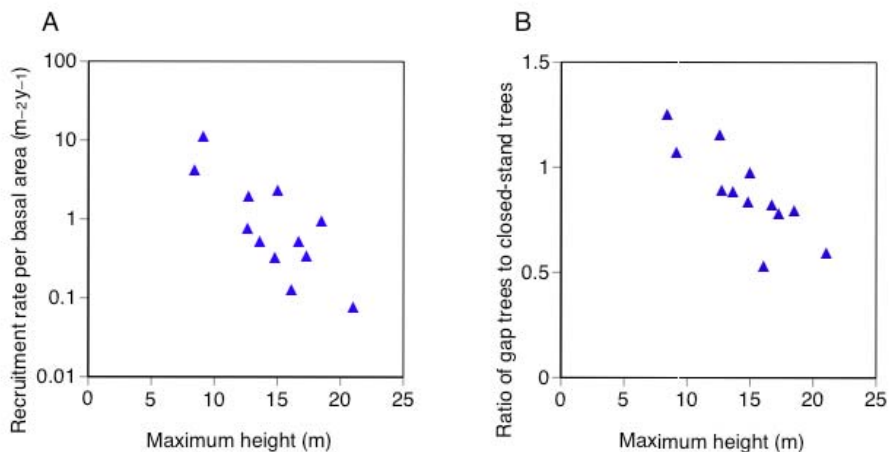 A
Recruitment rate per basal area (m−2y−1)
100
10
1
0.1
0.01
0 5 10 15 20 25
Maximum height (m)
B
Ratio of gap trees to closed-stand trees
1.5
1
0.5
0
0 5 10 15 20 25
Maximum height (m)